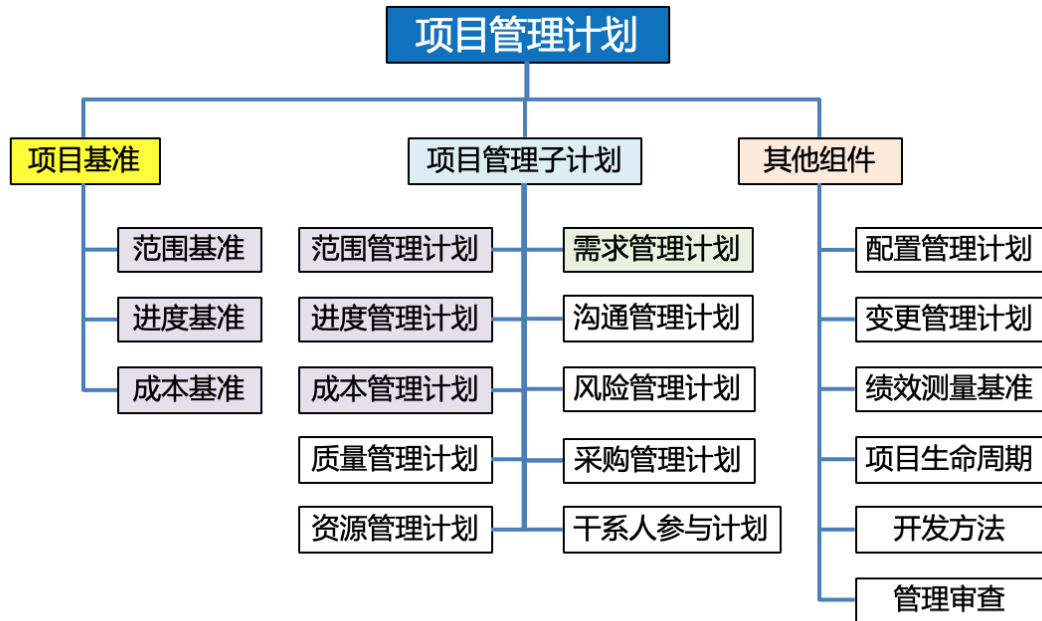 项目管理计划
项目基准
项目管理子计划
其他组件
范围基准
范围管理计划
需求管理计划
配置管理计划
进度基准
进度管理计划
沟通管理计划
变更管理计划
成本基准
成本管理计划
风险管理计划
绩效测量基准
质量管理计划
采购管理计划
项目生命周期
资源管理计划
干系人参与计划
开发方法
管理审查